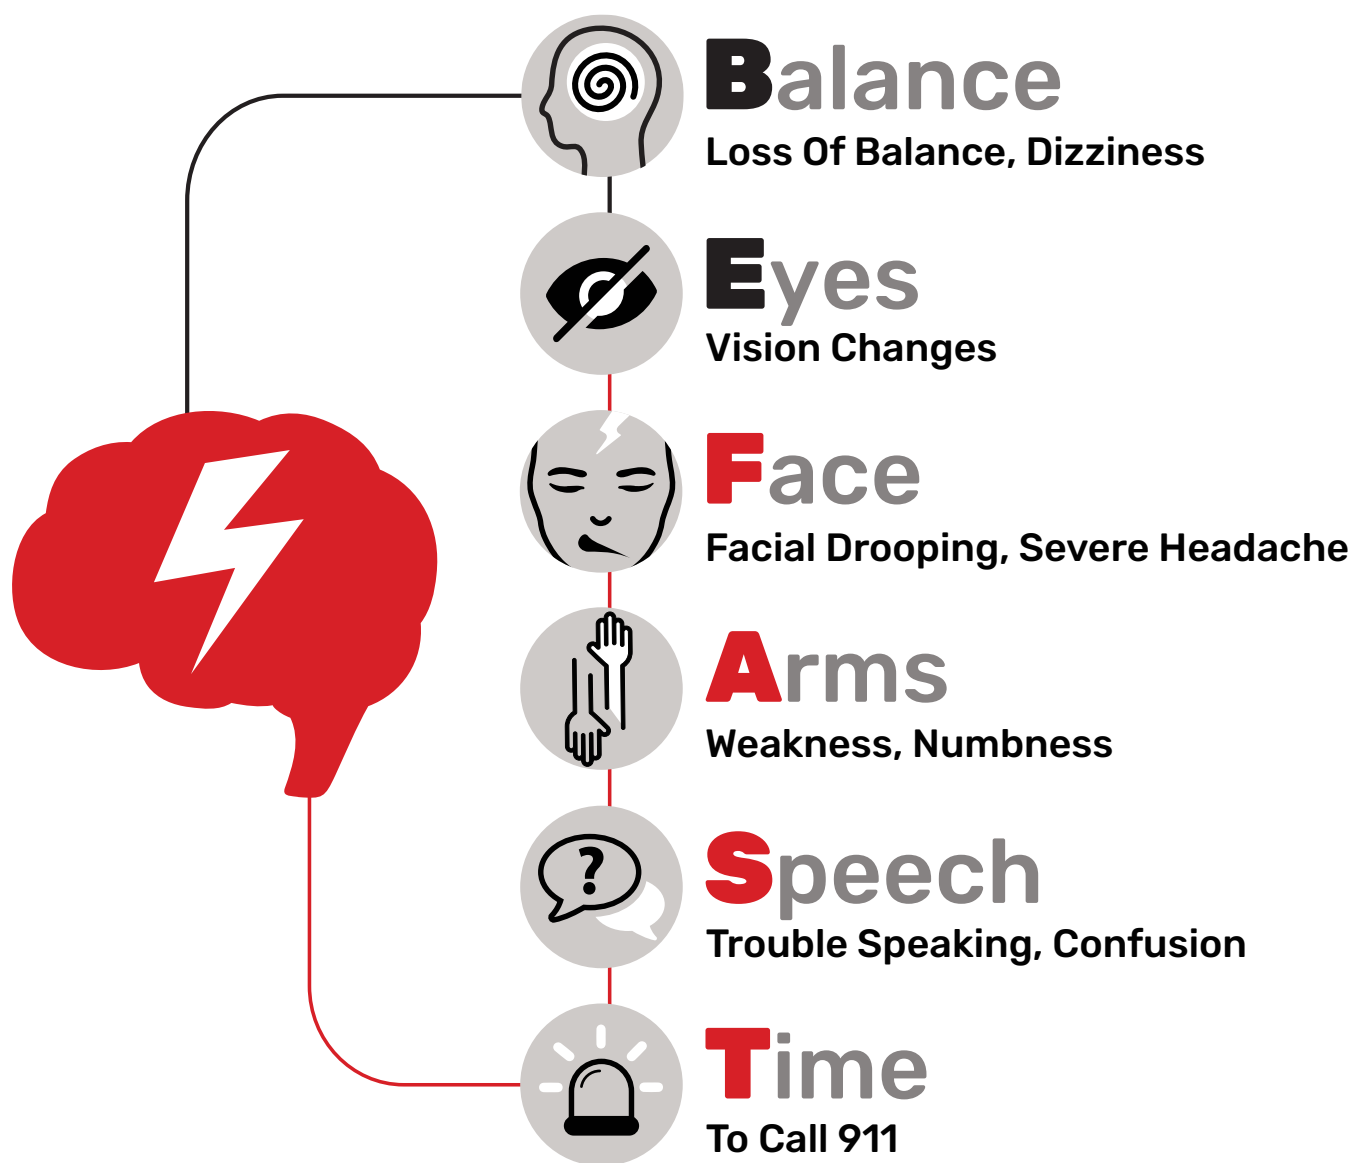 Balance
Loss Of Balance, Dizziness
Eyes
Vision Changes
Face
Facial Drooping, Severe Headache
Arms
Weakness, Numbness
?
Speech
Trouble Speaking, Confusion
Time
To Call 911